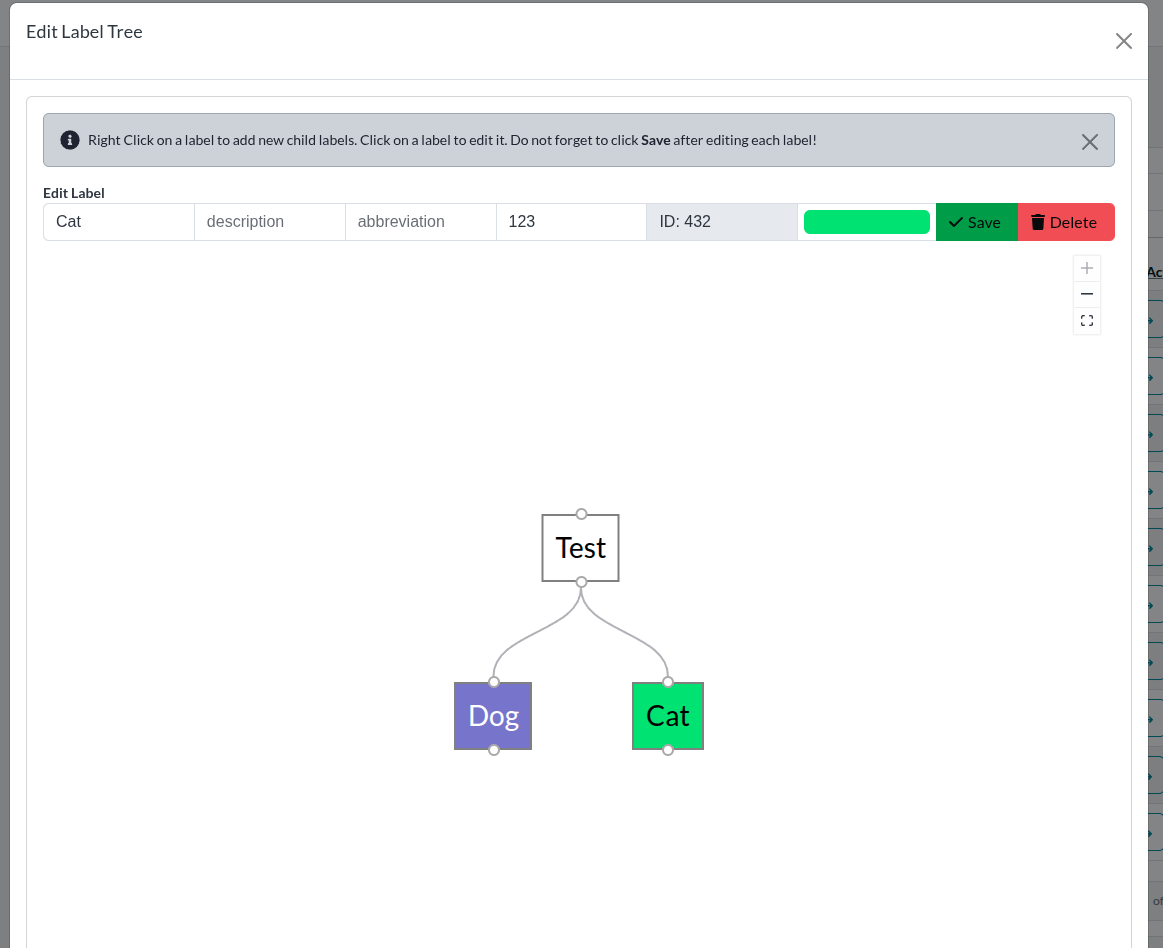 Edit Label Tree
Right Click on a label to add new child labels. Click on a label to edit it. Do not forget to click Save after editing each label!
Edit Label
Cat description abbreviation 123 ID: 432 Save Delete
Ac
Test
Dog Cat
of